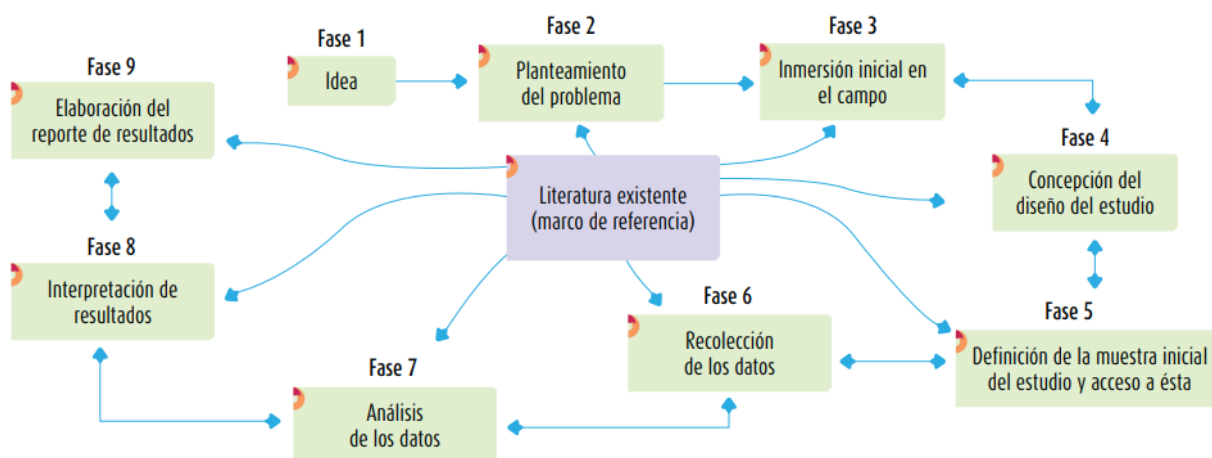 Fase 1
Idea
Fase 2
Planteamiento
del problema
Fase 3
Inmersión inicial en
el campo
Fase 4
Concepción del
diseño del estudio
Fase 5
Definición de la muestra inicial
del estudio y acceso a ésta
Fase 6
Recolección
de los datos
Fase 7
Análisis
de los datos
Fase 8
Interpretación de
resultados
Fase 9
Elaboración del
reporte de resultados
Literatura existente
(marco de referencia)